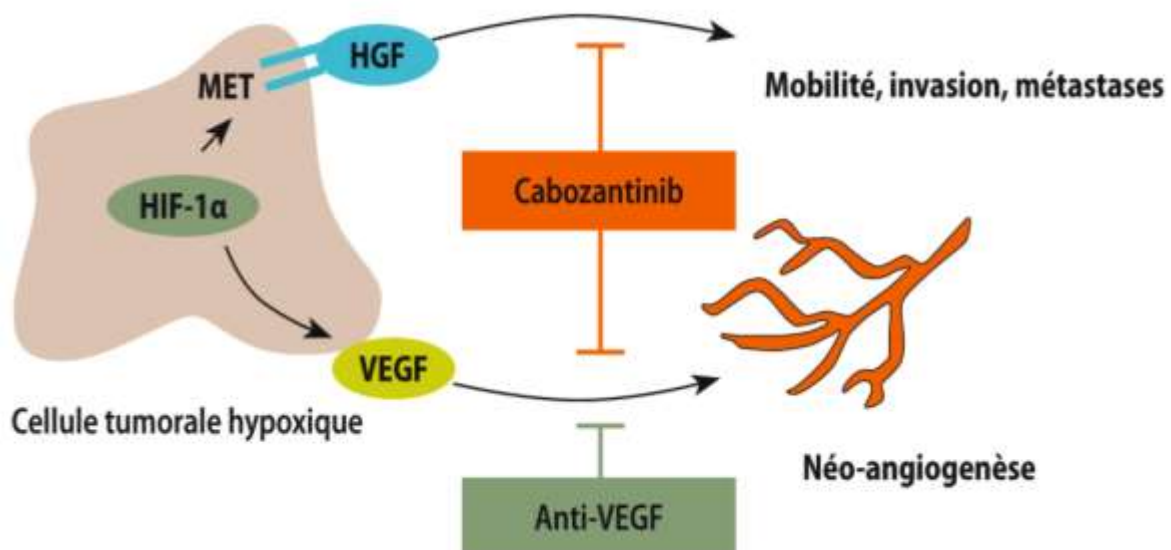 HGF
MET
Mobilité, invasion, métastases
Cabozantinib
HIF-1α
VEGF
Cellule tumorale hypoxique
Néo-angiogenèse
Anti-VEGF